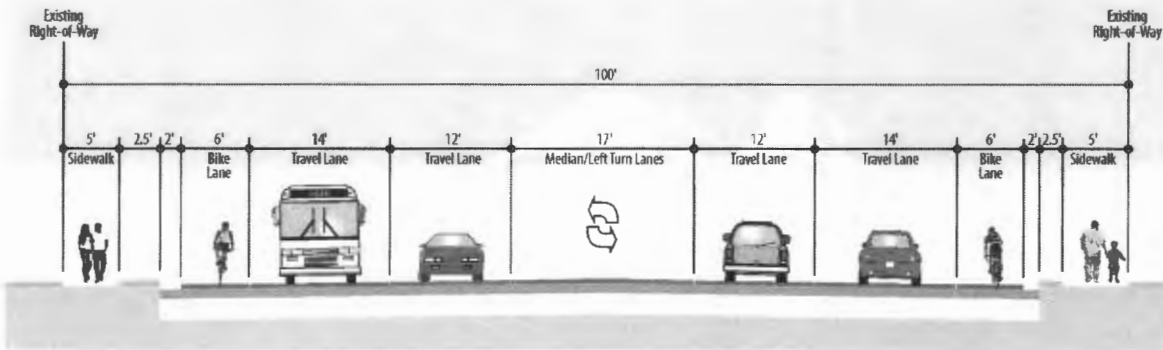 Existing
Right-of-Way
Existing
Right-of-Way
100'
5'
2.5'
2'
6'
14'
12'
17'
12'
14'
6'
2'
2.5'
5'
Sidewalk
Bike
Lane
Travel Lane
Travel Lane
Median/Left Turn Lanes
Travel Lane
Travel Lane
Bike
Lane
Sidewalk